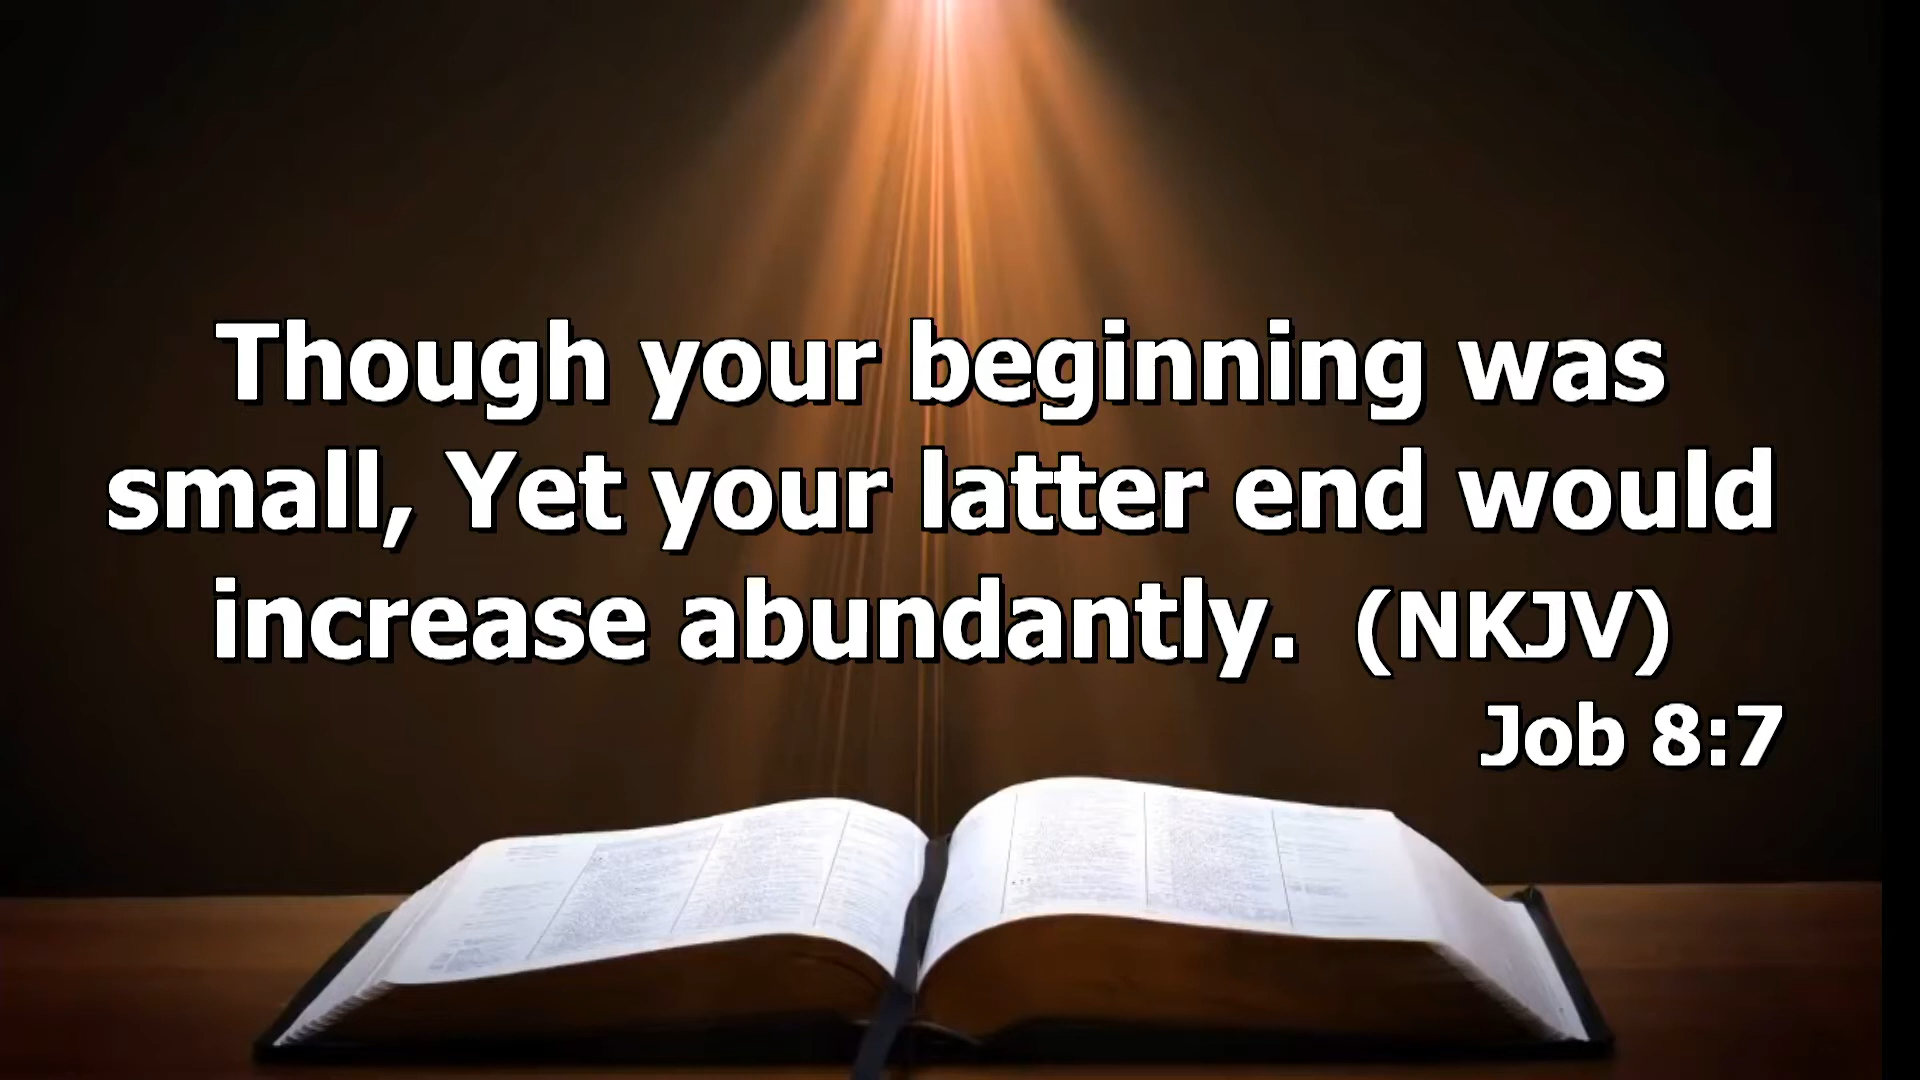 Though your beginning was
small, Yet your latter end would
increase abundantly.  (NKJV)
Job 8:7